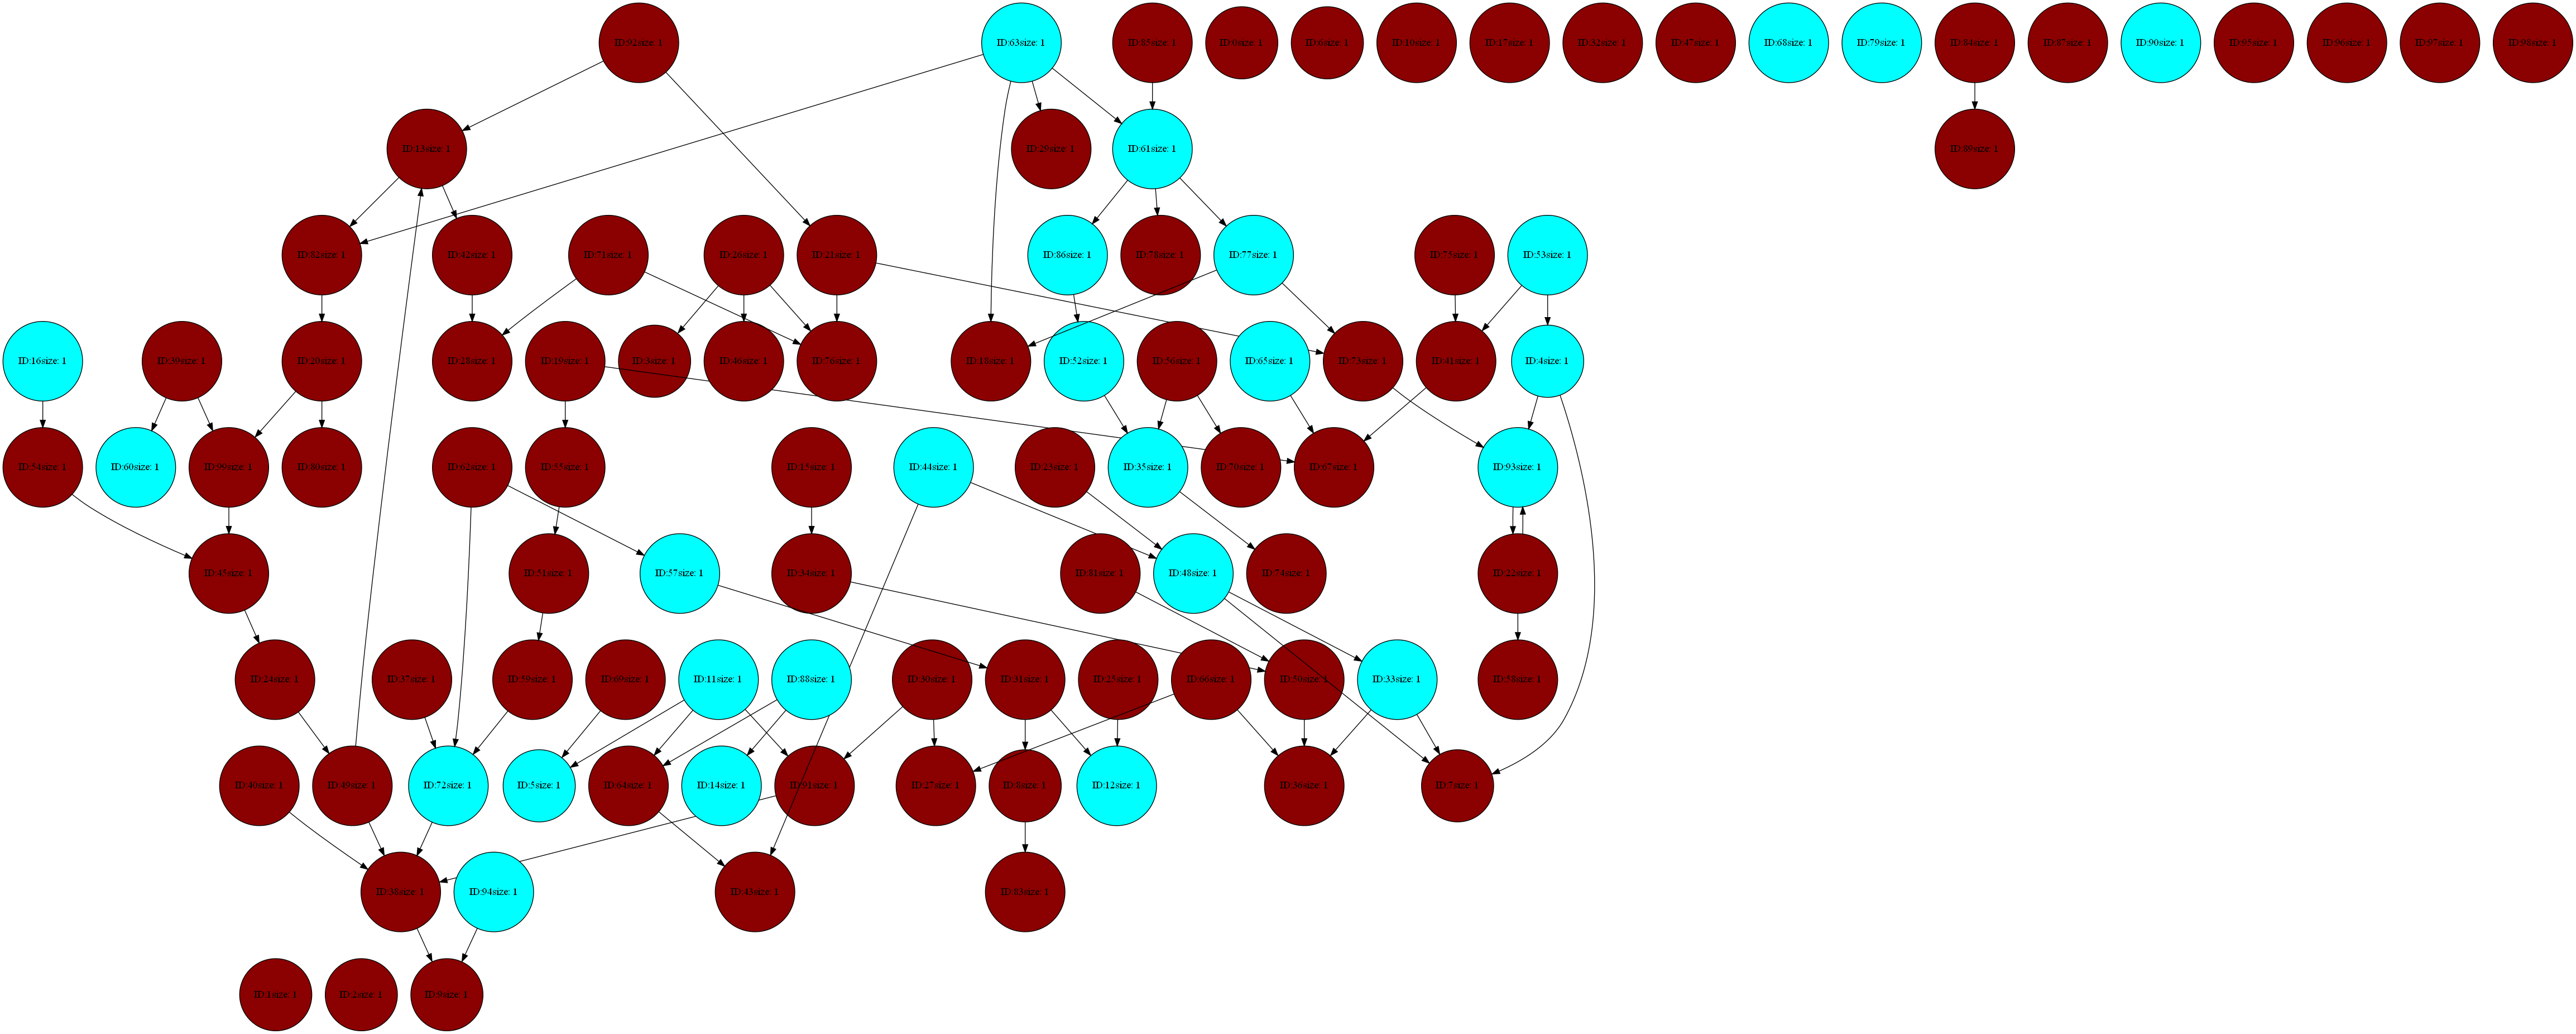 ID:92size: 1
ID:63size: 1
ID:85size: 1
ID:0size: 1
ID:6size: 1
ID:10size: 1
ID:17size: 1
ID:32size: 1
ID:47size: 1
ID:68size: 1
ID:79size: 1
ID:84size: 1
ID:87size: 1
ID:90size: 1
ID:95size: 1
ID:96size: 1
ID:97size: 1
ID:98size: 1
ID:13size: 1
ID:29size: 1
ID:61size: 1
ID:89size: 1
ID:82size: 1
ID:42size: 1
ID:71size: 1
ID:26size: 1
ID:21size: 1
ID:86size: 1
ID:78size: 1
ID:77size: 1
ID:75size: 1
ID:53size: 1
ID:16size: 1
ID:39size: 1
ID:20size: 1
ID:28size: 1
ID:19size: 1
ID:3size: 1
ID:46size: 1
ID:76size: 1
ID:18size: 1
ID:52size: 1
ID:56size: 1
ID:65size: 1
ID:73size: 1
ID:41size: 1
ID:4size: 1
ID:54size: 1
ID:60size: 1
ID:99size: 1
ID:80size: 1
ID:62size: 1
ID:55size: 1
ID:15size: 1
ID:44size: 1
ID:23size: 1
ID:35size: 1
ID:70size: 1
ID:67size: 1
ID:93size: 1
ID:45size: 1
ID:51size: 1
ID:57size: 1
ID:34size: 1
ID:81size: 1
ID:48size: 1
ID:74size: 1
ID:22size: 1
ID:24size: 1
ID:37size: 1
ID:59size: 1
ID:69size: 1
ID:11size: 1
ID:88size: 1
ID:30size: 1
ID:31size: 1
ID:25size: 1
ID:66size: 1
ID:50size: 1
ID:33size: 1
ID:58size: 1
ID:49size: 1
ID:72size: 1
ID:5size: 1
ID:64size: 1
ID:14size: 1
ID:91size: 1
ID:27size: 1
ID:8size: 1
ID:12size: 1
ID:36size: 1
ID:7size: 1
ID:38size: 1
ID:94size: 1
ID:43size: 1
ID:83size: 1
ID:1size: 1
ID:2size: 1
ID:9size: 1